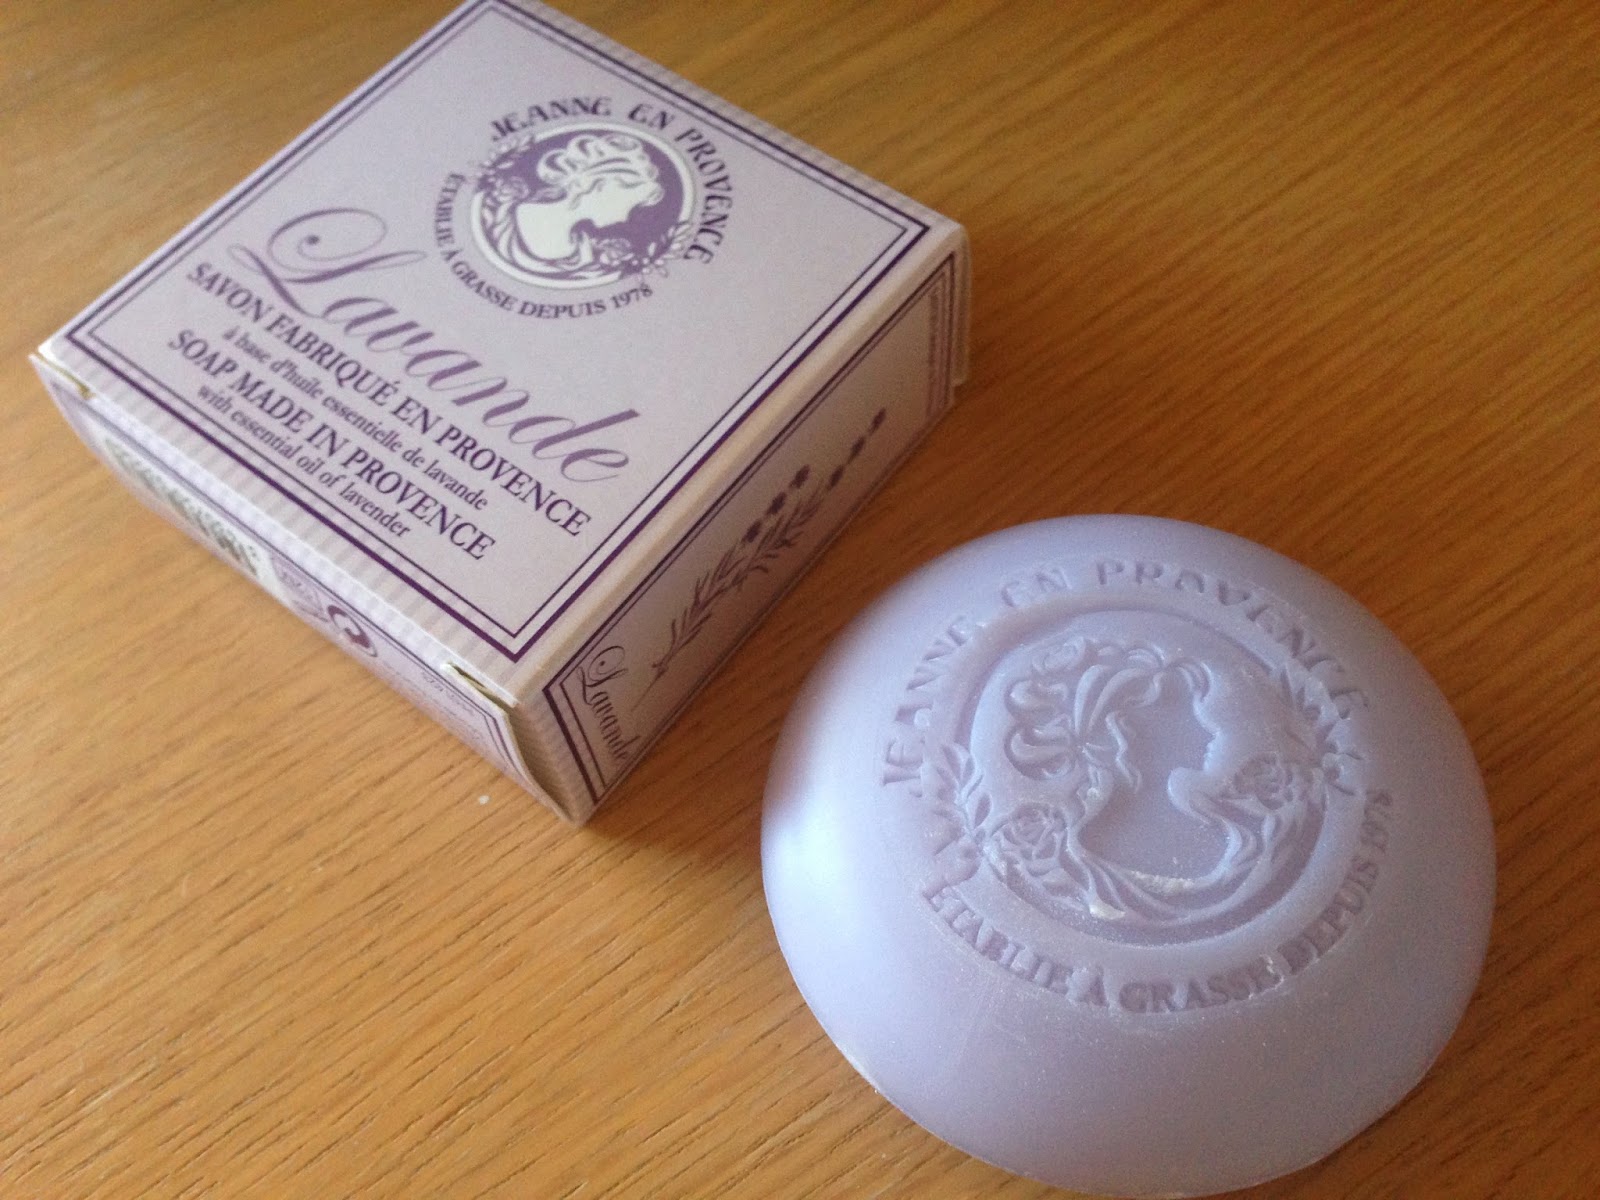 JEANNE EN PROVENCE
ÉTABLIE À GRASSE DEPUIS 1978
Lavande
SAVON FABRIQUÉ EN PROVENCE
à base d'huile essentielle de lavande
SOAP MADE IN PROVENCE
with essential oil of lavender
Lavande
JEANNE EN PROVENCE
ÉTABLIE À GRASSE DEPUIS 1978